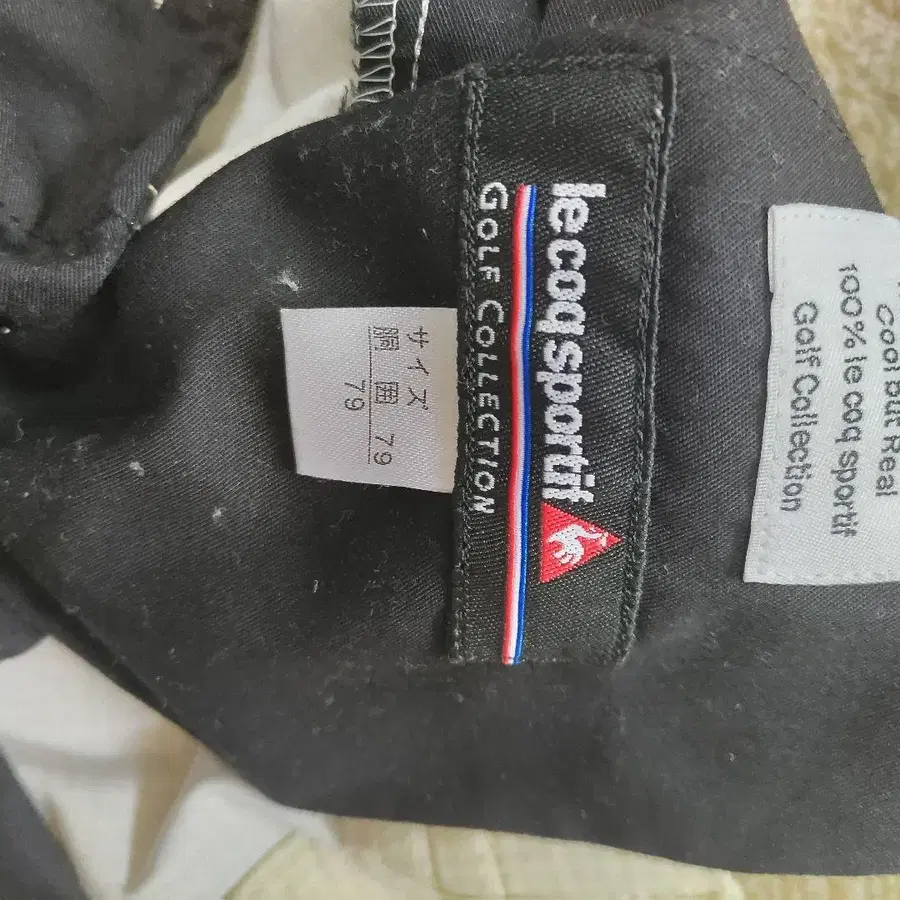 le coq sportif
GOLF COLLECTION
サイズ
胴囲 79
79
Cool But Real
100% le coq sportif
Golf Collection